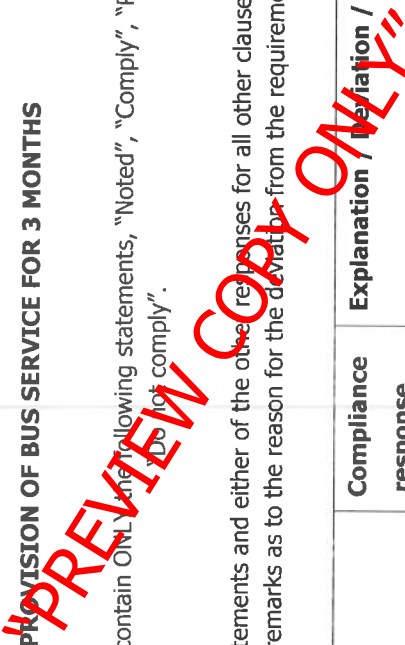 PROVISION OF BUS SERVICE FOR 3 MONTHS
contain ONLY the following statements, “Noted”, “Comply”,
“Do not comply”.
tements and either of the other responses for all other clause
remarks as to the reason for the deviation from the requirem
Compliance
response
Explanation / Deviation /
“PREVIEW COPY ONLY”